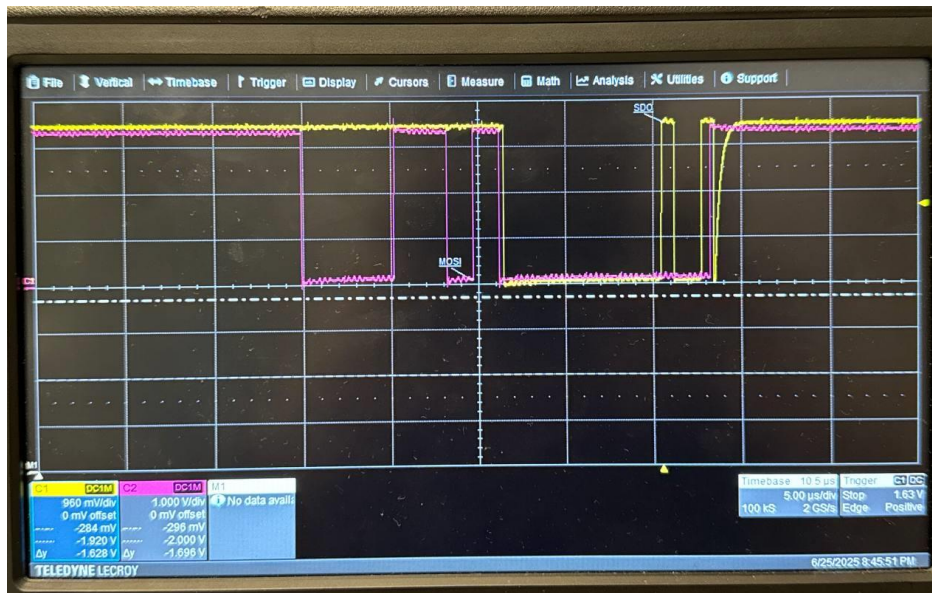 File Vertical Timebase Trigger Display Cursors Measure Math Analysis Utilities Support
SDO
MOSI
C2
M1
C1 DC1M
960 mV/div
0 mV offset
-284 mV
-1.920 V
Δy -1.628 V
C2 DC1M
1.000 V/div
0 mV offset
-296 mV
-2.000 V
Δy -1.696 V
M1
No data availa
Timebase 10.5 µs
5.00 µs/div
100 kS 2 GS/s
Trigger C1 DC
Stop 1.63 V
Edge Positive
TELEDYNE LECROY
6/25/2025 8:45:51 PM